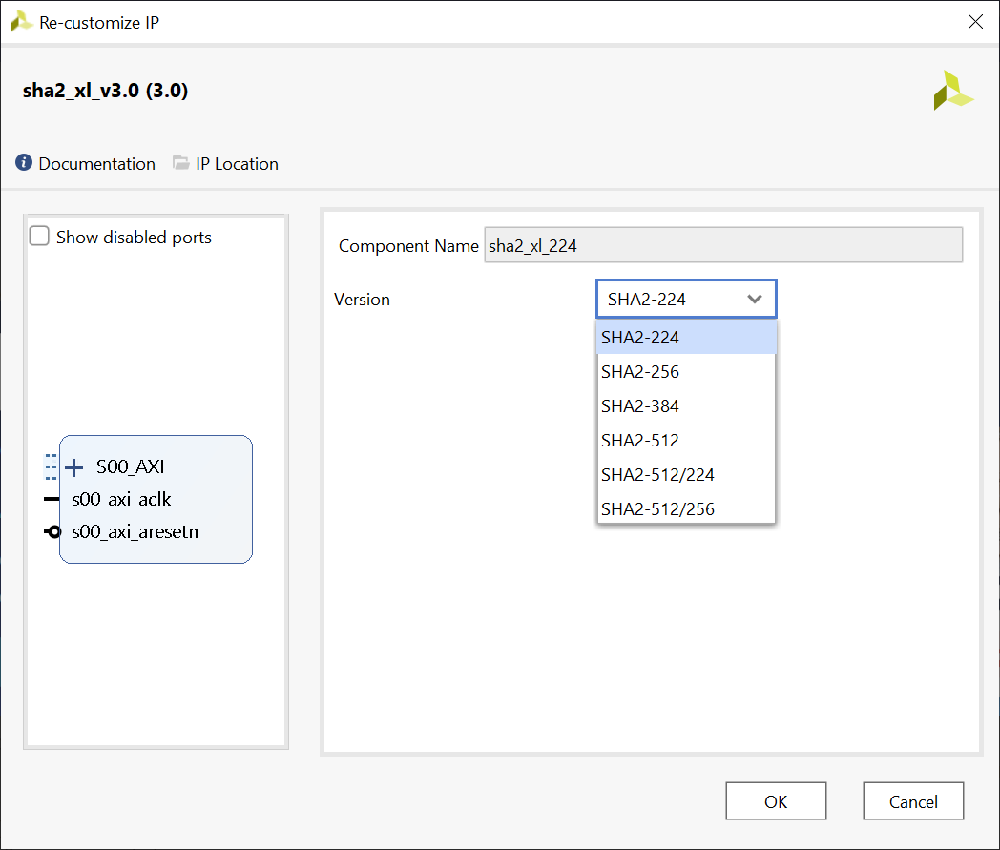 Re-customize IP
sha2_xl_v3.0 (3.0)
Documentation IP Location
Show disabled ports
Component Name sha2_xl_224
Version SHA2-224
SHA2-224
SHA2-256
SHA2-384
SHA2-512
SHA2-512/224
SHA2-512/256
S00_AXI
s00_axi_aclk
s00_axi_aresetn
OK Cancel